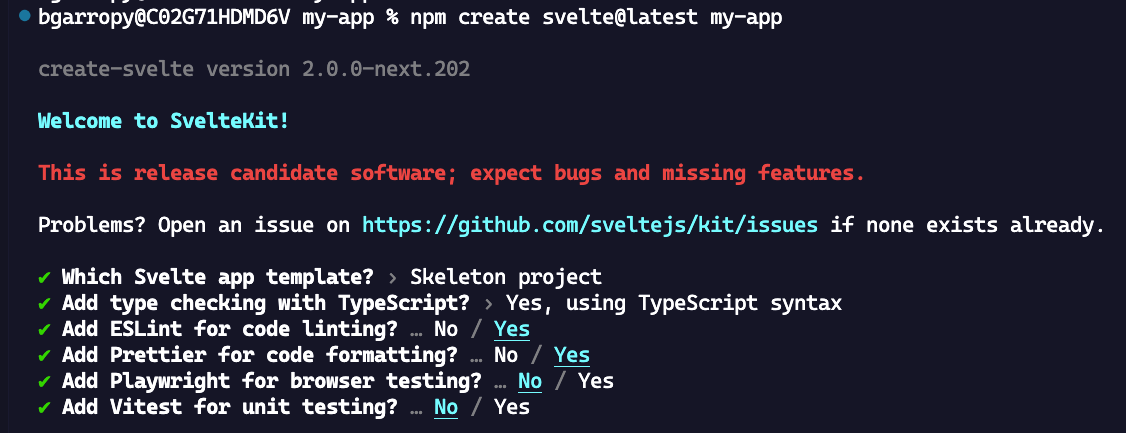 bgarropy@C02G71HDMD6V my-app % npm create svelte@latest my-app
create-svelte version 2.0.0-next.202
Welcome to SvelteKit!
This is release candidate software; expect bugs and missing features.
Problems? Open an issue on https://github.com/sveltejs/kit/issues if none exists already.
✔ Which Svelte app template? › Skeleton project
✔ Add type checking with TypeScript? › Yes, using TypeScript syntax
✔ Add ESLint for code linting? … No / Yes
✔ Add Prettier for code formatting? … No / Yes
✔ Add Playwright for browser testing? … No / Yes
✔ Add Vitest for unit testing? … No / Yes